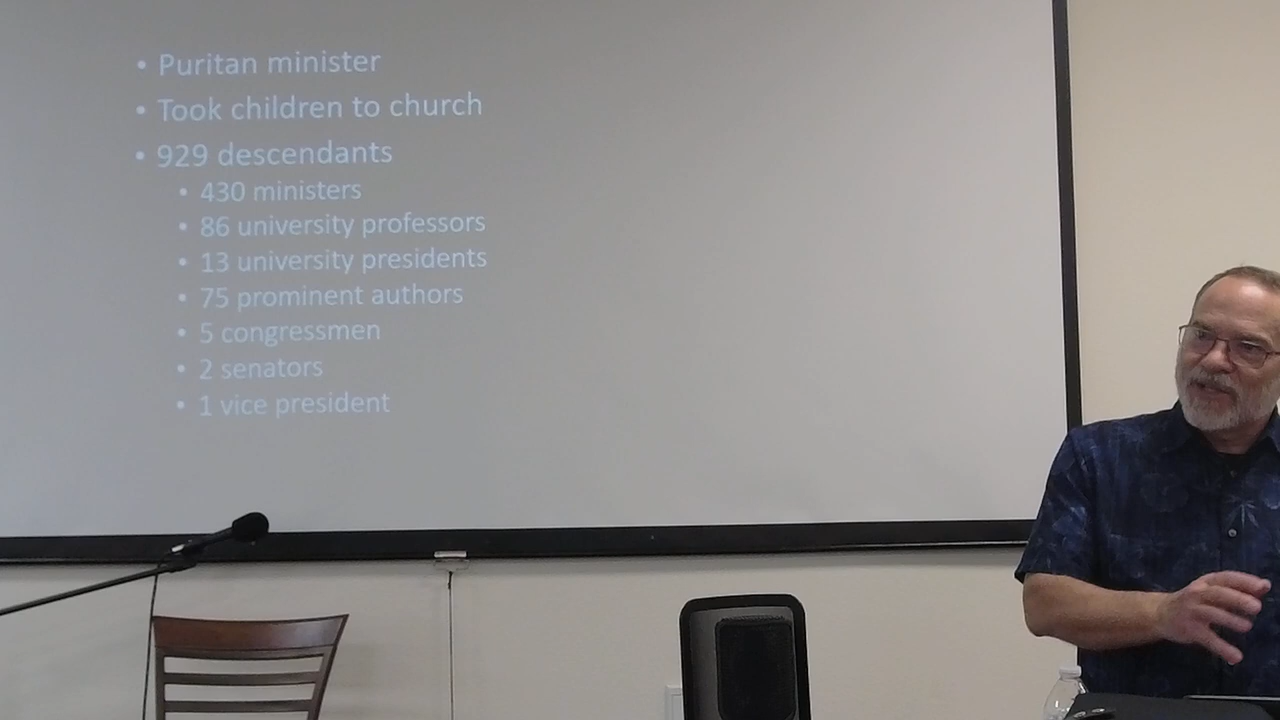 • Puritan minister
• Took children to church
• 929 descendants
• 430 ministers
• 86 university professors
• 13 university presidents
• 75 prominent authors
• 5 congressmen
• 2 senators
• 1 vice president